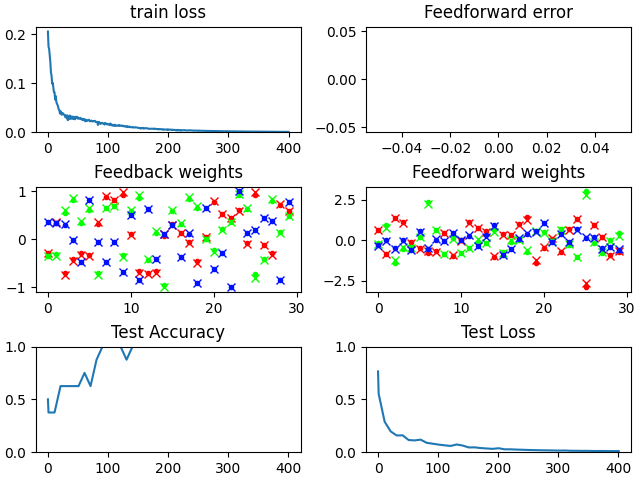 train loss
Feedforward error
0.2
0.1
0.0
0 100 200 300 400
0.05
0.00
−0.05
−0.04 −0.02 0.00 0.02 0.04
Feedback weights
Feedforward weights
1
0
−1
0 10 20 30
2.5
0.0
−2.5
0 10 20 30
Test Accuracy
Test Loss
1.0
0.5
0.0
0 100 200 300 400
1.0
0.5
0.0
0 100 200 300 400